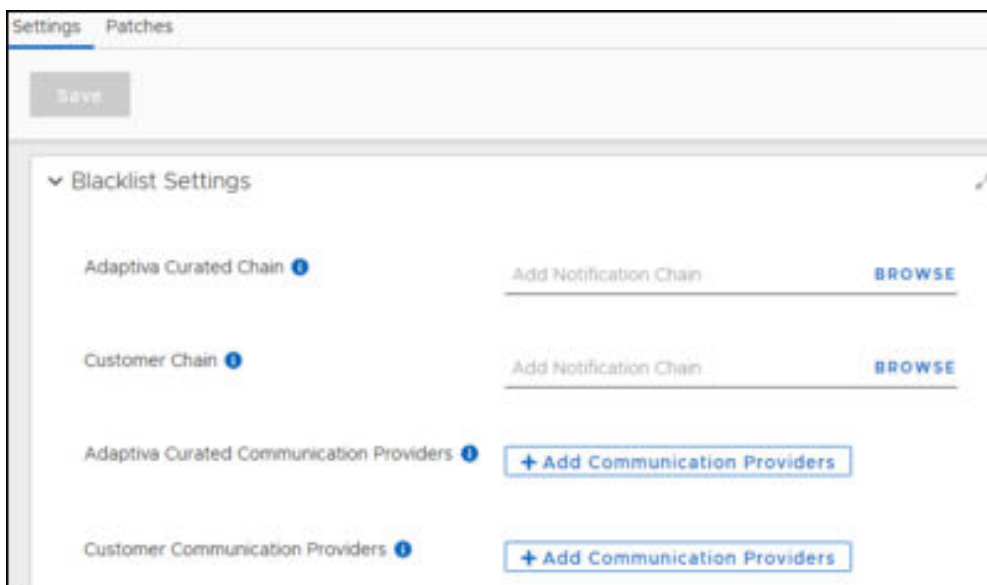 Settings Patches
Save
Blacklist Settings
Adaptiva Curated Chain Add Notification Chain BROWSE
Customer Chain Add Notification Chain BROWSE
Adaptiva Curated Communication Providers + Add Communication Providers
Customer Communication Providers + Add Communication Providers